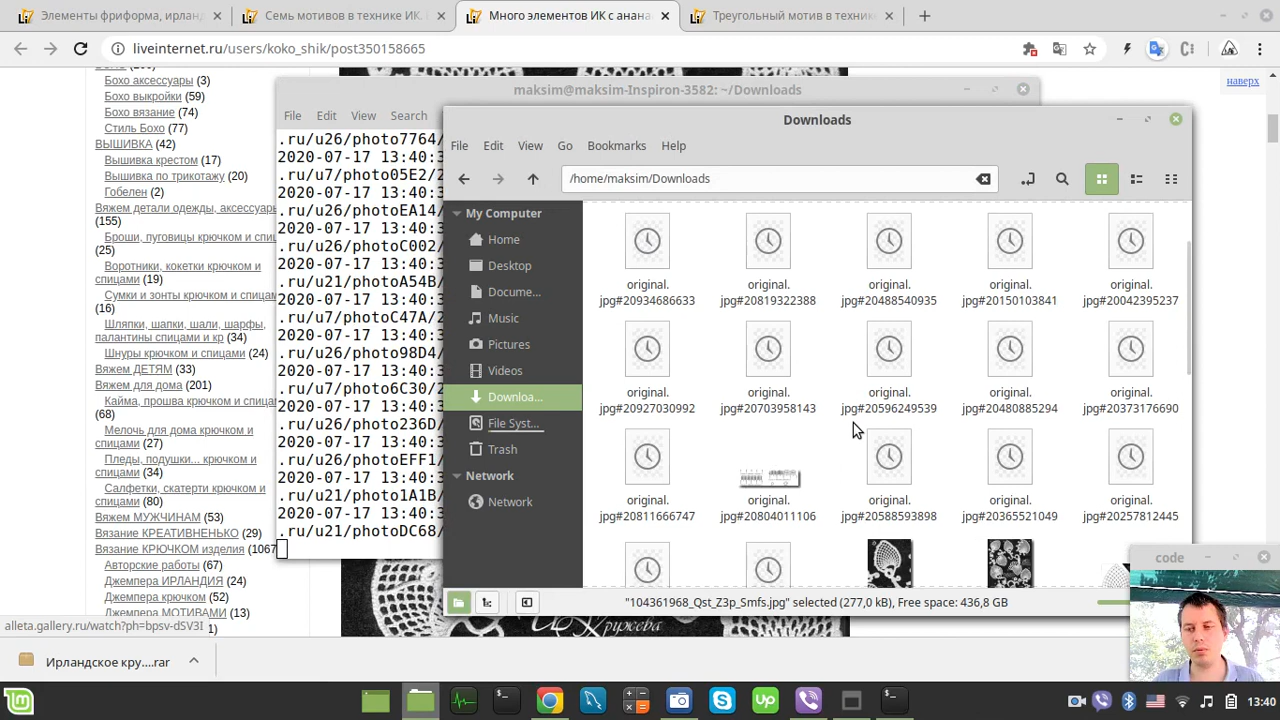 Элементы фриформа, ирлан
Семь мотивов в технике ИК.
Много элементов ИК с анана
Треугольный мотив в технике
liveinternet.ru/users/koko_shik/post350158665
Бохо аксессуары (3)
Бохо выкройки (59)
Бохо вязание (74)
Стиль Бохо (77)
ВЫШИВКА (42)
Вышивка крестом (17)
Вышивка по трикотажу (20)
Гобелен (2)
Вяжем детали одежды, аксессуары
(155)
Броши, пуговицы крючком и спиц
(25)
Воротники, кокетки крючком и
спицами (19)
Сумки и зонты крючком и спицам
(16)
Шляпки, шапки, шали, шарфы,
палантины спицами и кр (34)
Шнуры крючком и спицами (24)
Вяжем ДЕТЯМ (33)
Вяжем для дома (201)
Кайма, прошва крючком и спица
(68)
Мелочь для дома крючком и
спицами (27)
Пледы, подушки... крючком и
спицами (34)
Салфетки, скатерти крючком и
спицами (80)
Вяжем МУЖЧИНАМ (53)
Вязание КРЕАТИВНЕНЬКО (29)
Вязание КРЮЧКОМ изделия (1067
Авторские работы (67)
Джемпера ИРЛАНДИЯ (24)
Джемпера крючком (52)
Джемпера МОТИВАМИ (13)
alleta.gallery.ru/watch?ph=bpsv-dSV3I
1)
наверх
кружева
maksim@maksim-Inspiron-3582: ~/Downloads
File Edit View Search
.ru/u26/photo7764/
2020-07-17 13:40:3
.ru/u7/photo05E2/2
2020-07-17 13:40:3
.ru/u26/photoEA14/
2020-07-17 13:40:3
.ru/u26/photoC002/
2020-07-17 13:40:3
.ru/u21/photoA54B/
2020-07-17 13:40:3
.ru/u7/photoC47A/2
2020-07-17 13:40:3
.ru/u26/photo98D4/
2020-07-17 13:40:3
.ru/u7/photo6C30/2
2020-07-17 13:40:3
.ru/u26/photo236D/
2020-07-17 13:40:3
.ru/u26/photoEFF1/
2020-07-17 13:40:3
.ru/u21/photo1A1B/
2020-07-17 13:40:3
.ru/u21/photoDC68/
Downloads
File Edit View Go Bookmarks Help
/home/maksim/Downloads
My Computer
Home
Desktop
Docume...
Music
Pictures
Videos
Downloa...
File Syst...
Trash
Network
Network
original. original. original. original. original.
jpg#20934686633 jpg#20819322388 jpg#20488540935 jpg#20150103841 jpg#20042395237
original. original. original. original. original.
jpg#20927030992 jpg#20703958143 jpg#20596249539 jpg#20480885294 jpg#20373176690
original. original. original. original. original.
jpg#20811666747 jpg#20804011106 jpg#20588593898 jpg#20365521049 jpg#20257812445
"104361968_Qst_Z3p_Smfs.jpg" selected (277,0 kB), Free space: 436,8 GB
code
Ирландское кру....rar
13:40